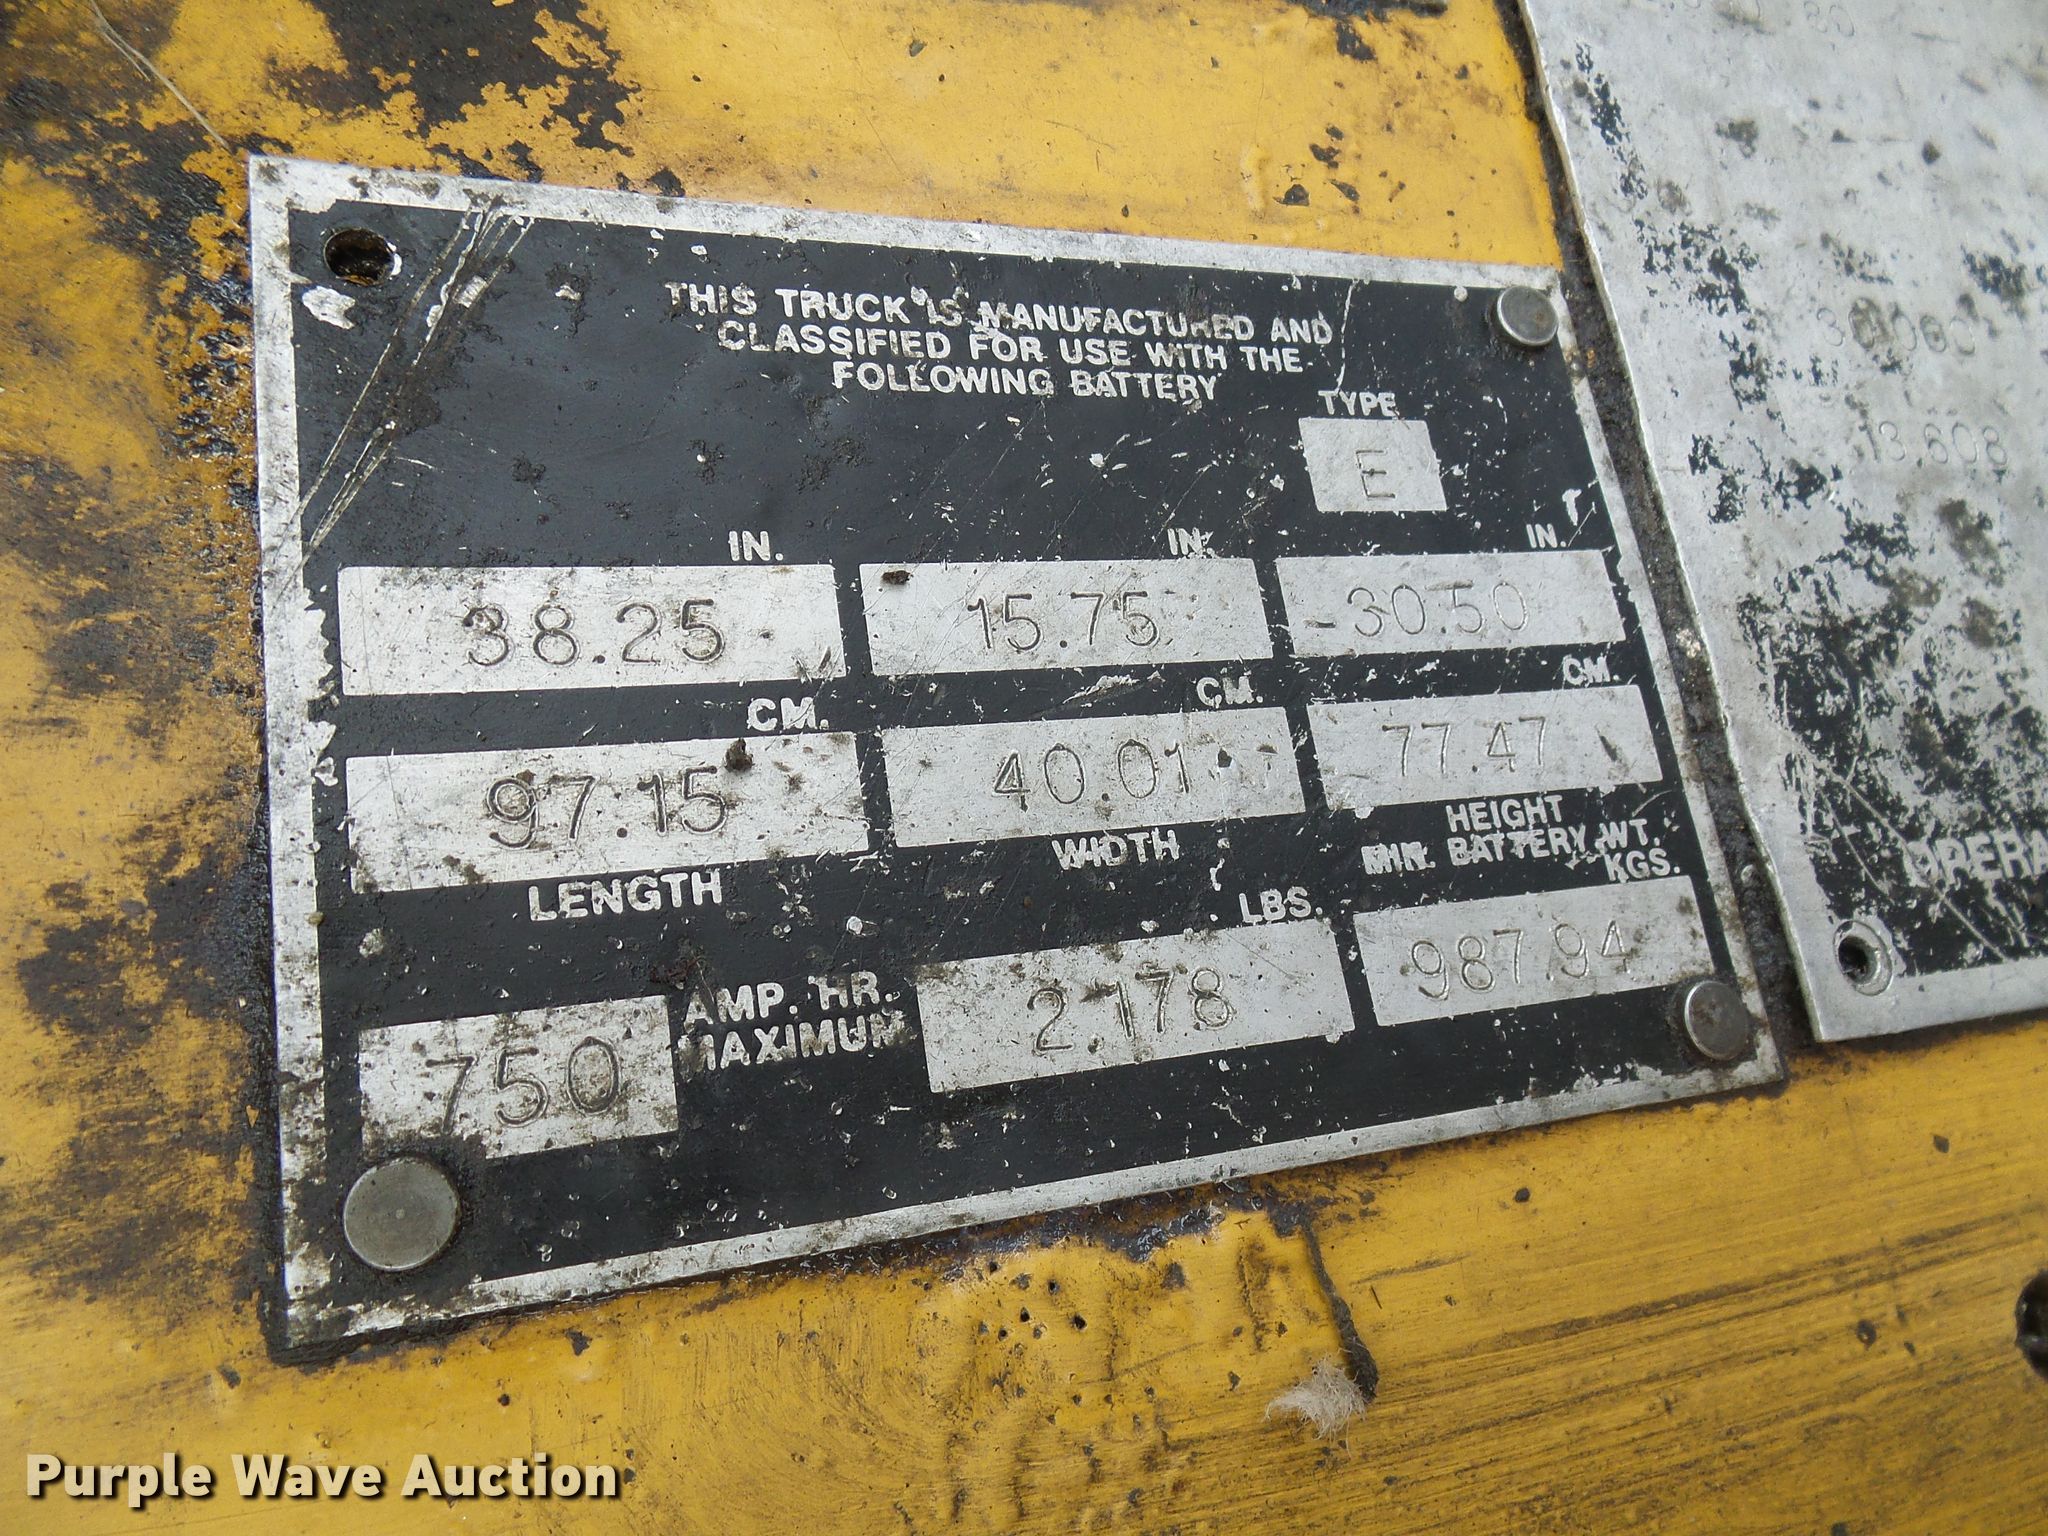 THIS TRUCK IS MANUFACTURED AND
CLASSIFIED FOR USE WITH THE
FOLLOWING BATTERY
TYPE
E
IN. IN. IN.
38.25 15.75 30.50
CM. CM. CM.
97.15 40.01 77.47
LENGTH WIDTH HEIGHT
MIN. BATTERY WT.
LBS. KGS.
750 AMP. HR. MAXIMUM 2.178 987.94
13.608
Purple Wave Auction